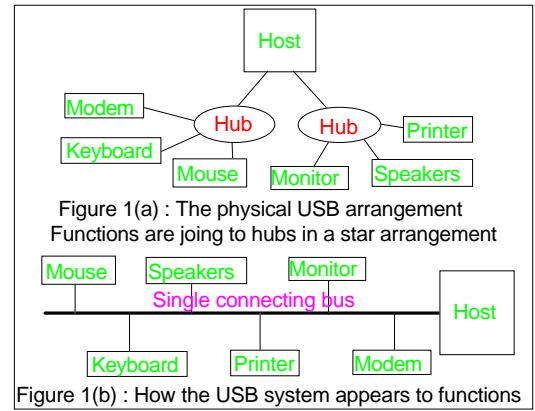 Host
Modem
Hub
Hub
Printer
Keyboard
Mouse
Monitor
Speakers
Figure 1(a) : The physical USB arrangement
Functions are joing to hubs in a star arrangement
Mouse
Speakers
Monitor
Single connecting bus
Host
Keyboard
Printer
Modem
Figure 1(b) : How the USB system appears to functions